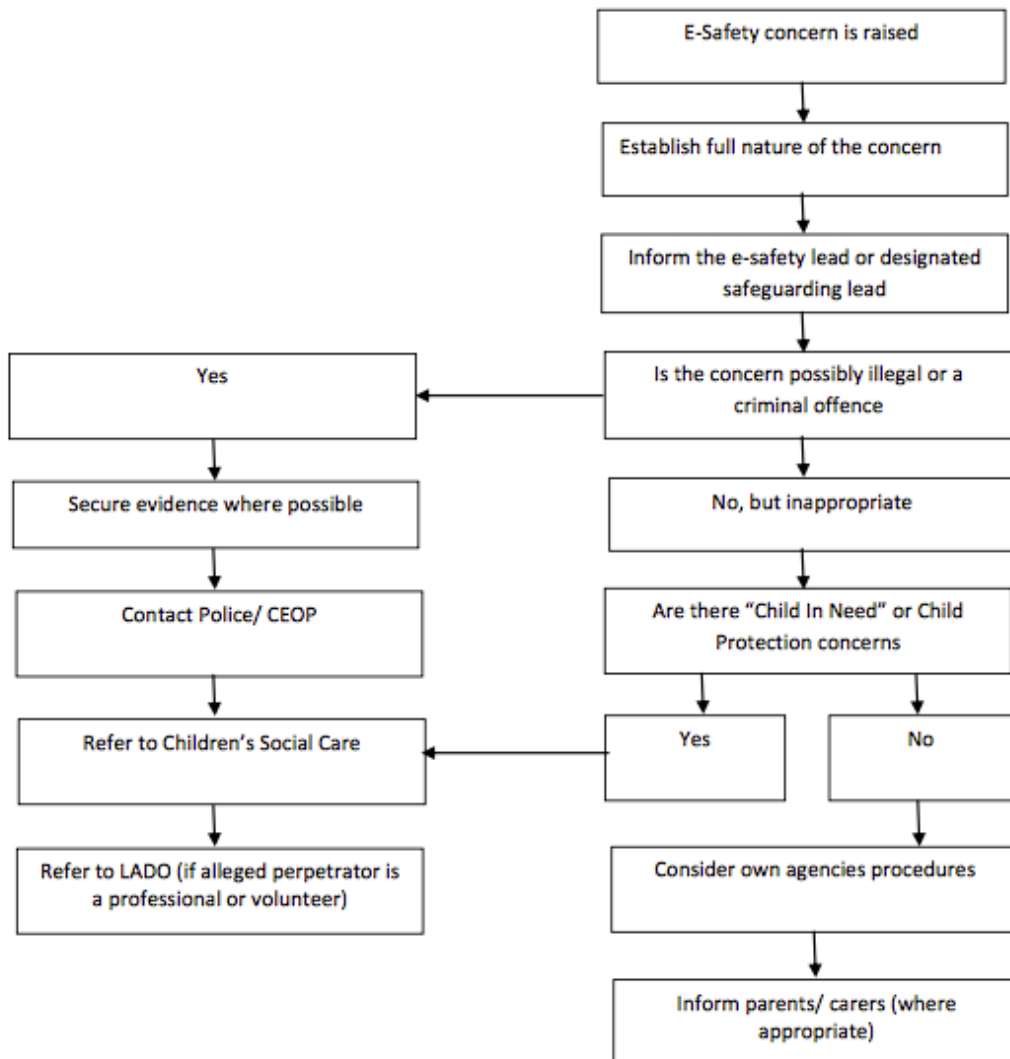 E-Safety concern is raised
Establish full nature of the concern
Inform the e-safety lead or designated
safeguarding lead
Is the concern possibly illegal or a
criminal offence
Yes
Secure evidence where possible
No, but inappropriate
Contact Police/ CEOP
Are there “Child In Need” or Child
Protection concerns
Refer to Children’s Social Care
Yes
No
Refer to LADO (if alleged perpetrator is
a professional or volunteer)
Consider own agencies procedures
Inform parents/ carers (where
appropriate)